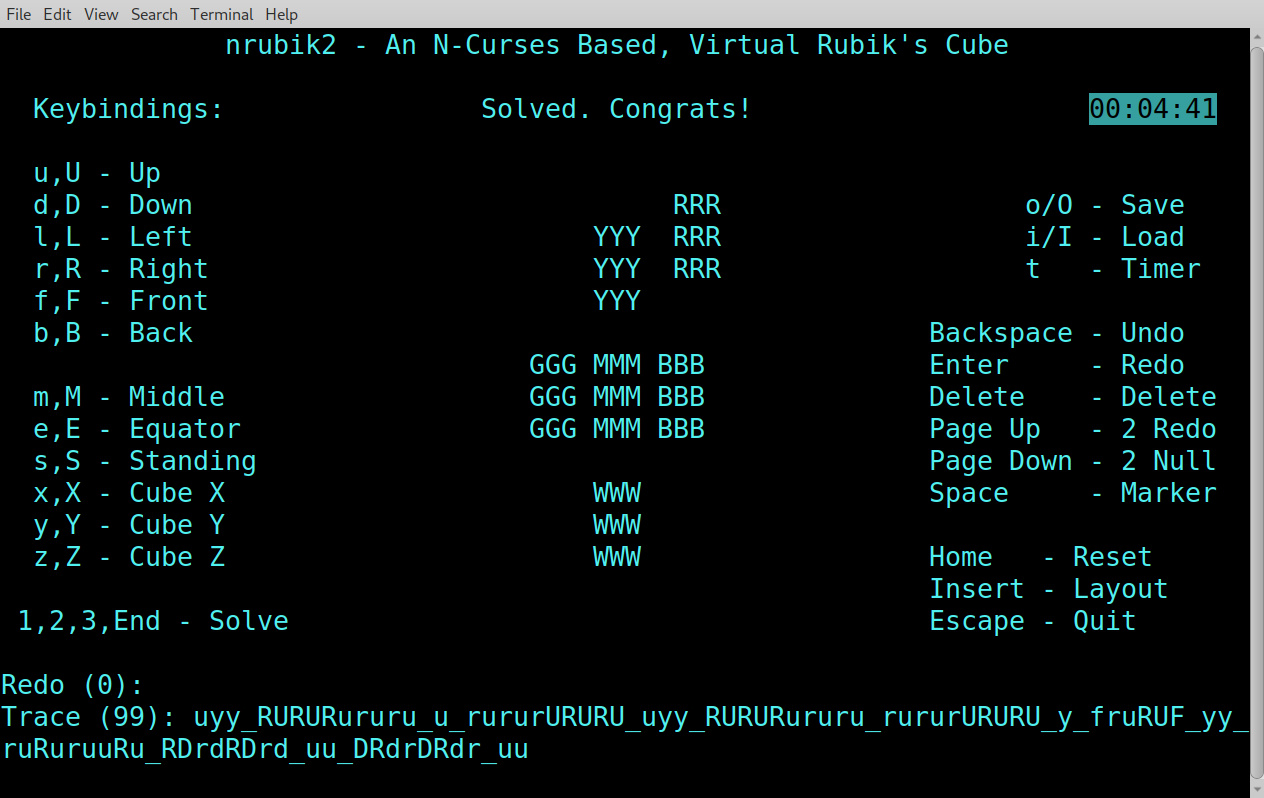 File Edit View Search Terminal Help
nrubik2 - An N-Curses Based, Virtual Rubik's Cube
Keybindings: Solved. Congrats! 00:04:41
u,U - Up
d,D - Down RRR o/O - Save
l,L - Left YYY RRR i/I - Load
r,R - Right YYY RRR t - Timer
f,F - Front YYY
b,B - Back Backspace - Undo
GGG MMM BBB Enter - Redo
m,M - Middle GGG MMM BBB Delete - Delete
e,E - Equator GGG MMM BBB Page Up - 2 Redo
s,S - Standing Page Down - 2 Null
x,X - Cube X WWW Space - Marker
y,Y - Cube Y WWW
z,Z - Cube Z WWW Home - Reset
Insert - Layout
1,2,3,End - Solve Escape - Quit
Redo (0):
Trace (99): uyy_RURURururu_u_rururURURU_uyy_RURURururu_rururURURU_y_fruRUF_yy_
ruRuruuRu_RDrdRDrd_uu_DRdrDRdr_uu